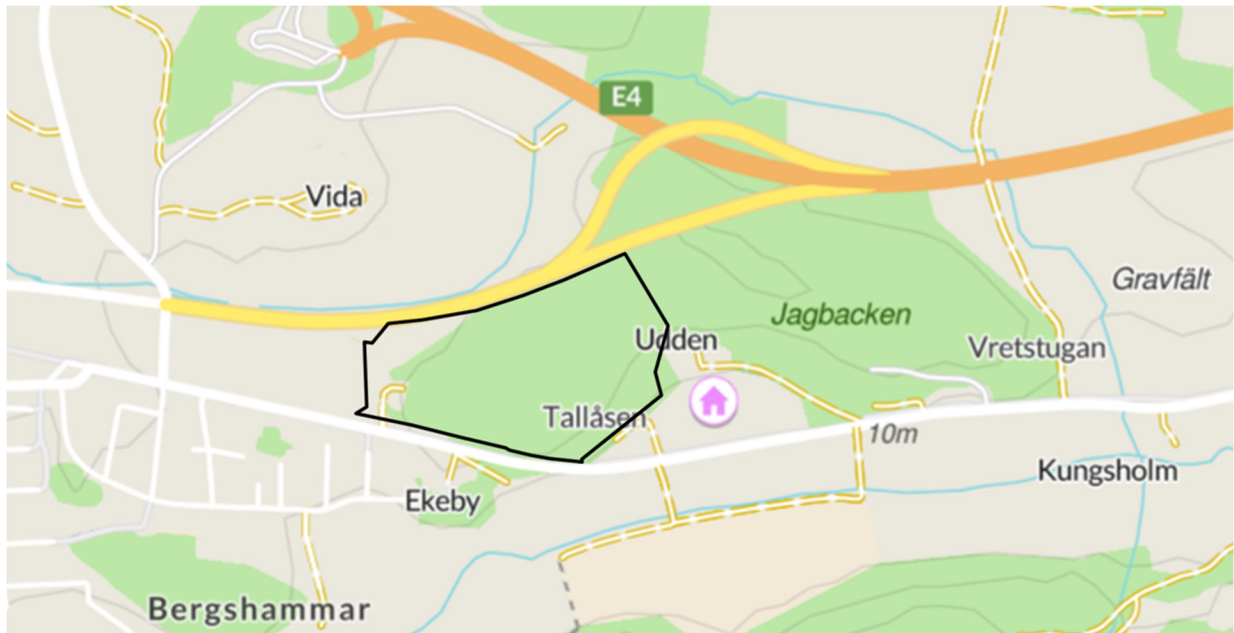 E4
Vida
Gravfält
Jagbacken
Udden
Vretstugan
Tallåsen
10m
Kungsholm
Ekeby
Bergshammar